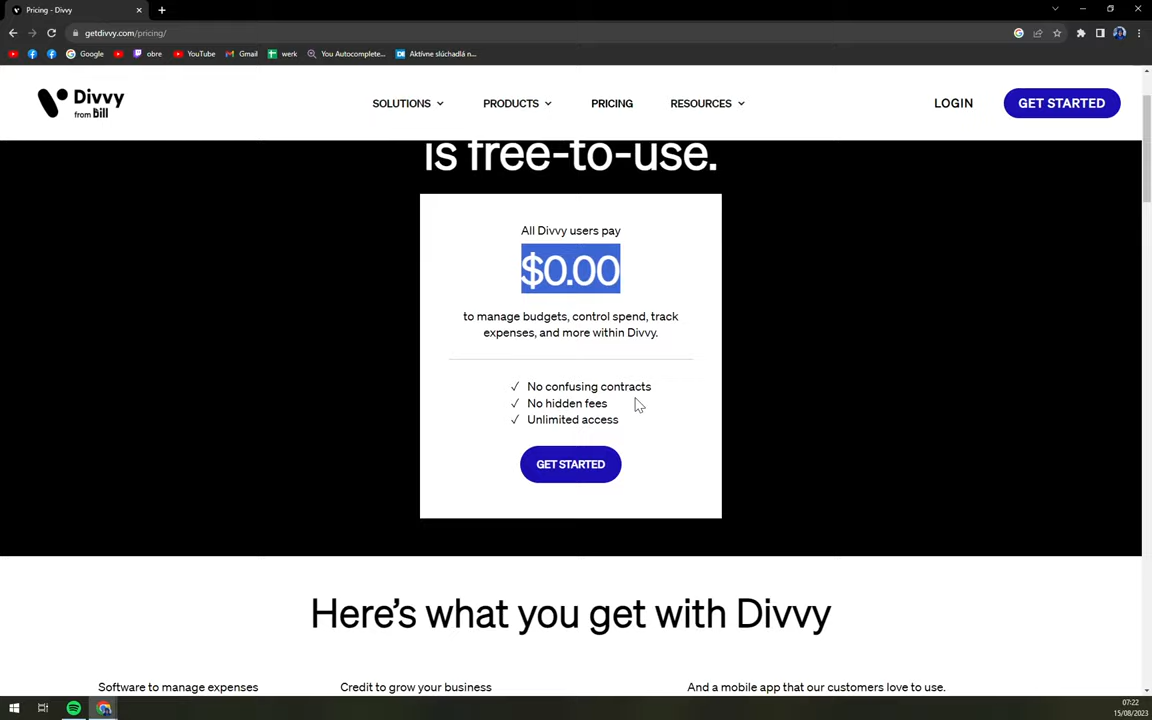 Pricing - Divvy
getdivvy.com/pricing/
Google
obre
YouTube
Gmail
werk
You Autocomplete...
Aktívne slúchadlá n...
Divvy
from bill
SOLUTIONS
PRODUCTS
PRICING
RESOURCES
LOGIN
GET STARTED
is free-to-use.
All Divvy users pay
$0.00
to manage budgets, control spend, track
expenses, and more within Divvy.
✓ No confusing contracts
✓ No hidden fees
✓ Unlimited access
GET STARTED
Here's what you get with Divvy
Software to manage expenses
Credit to grow your business
And a mobile app that our customers love to use.
07:22
15/08/2023